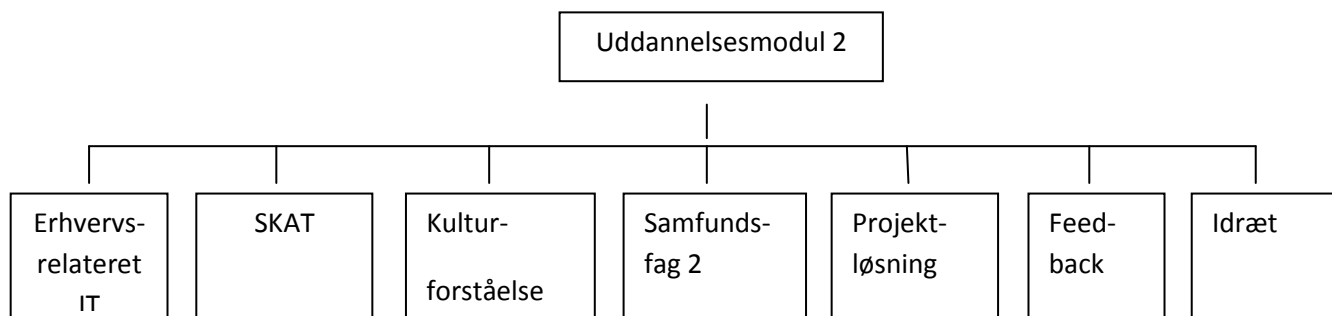 Uddannelsesmodul 2
Erhvervs-
relateret
IT
SKAT
Kultur-
forståelse
Samfunds-
fag 2
Projekt-
løsning
Feed-
back
Idræt